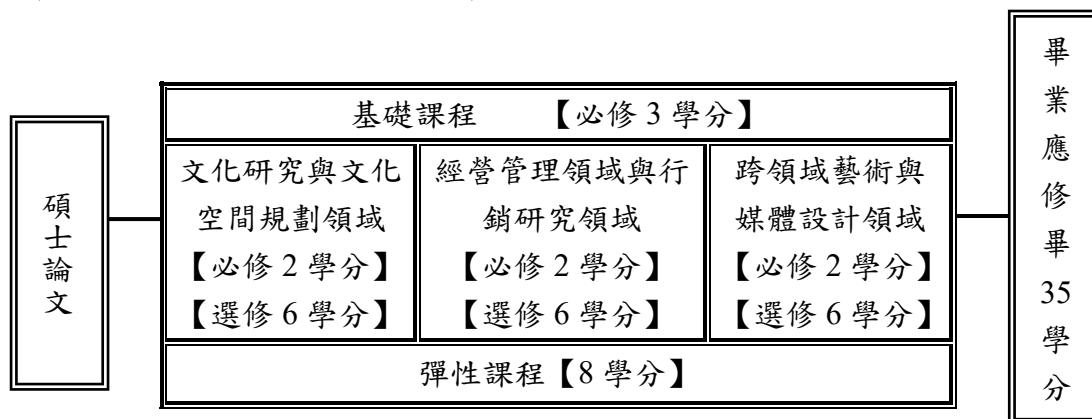 碩士論文
基礎課程　　【必修 3 學分】
文化研究與文化
空間規劃領域
【必修 2 學分】
【選修 6 學分】
經營管理領域與行
銷研究領域
【必修 2 學分】
【選修 6 學分】
跨領域藝術與
媒體設計領域
【必修 2 學分】
【選修 6 學分】
彈性課程【8 學分】
畢業應修畢 35 學分